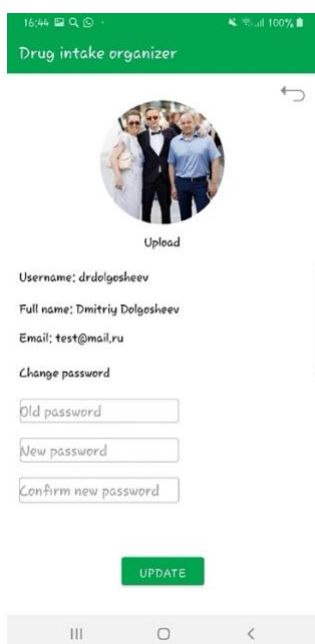 16:44
100%
Drug intake organizer
Upload
Username: drdolgosheev
Full name: Dmitriy Dolgosheev
Email: test@mail.ru
Change password
Old password
New password
Confirm new password
UPDATE